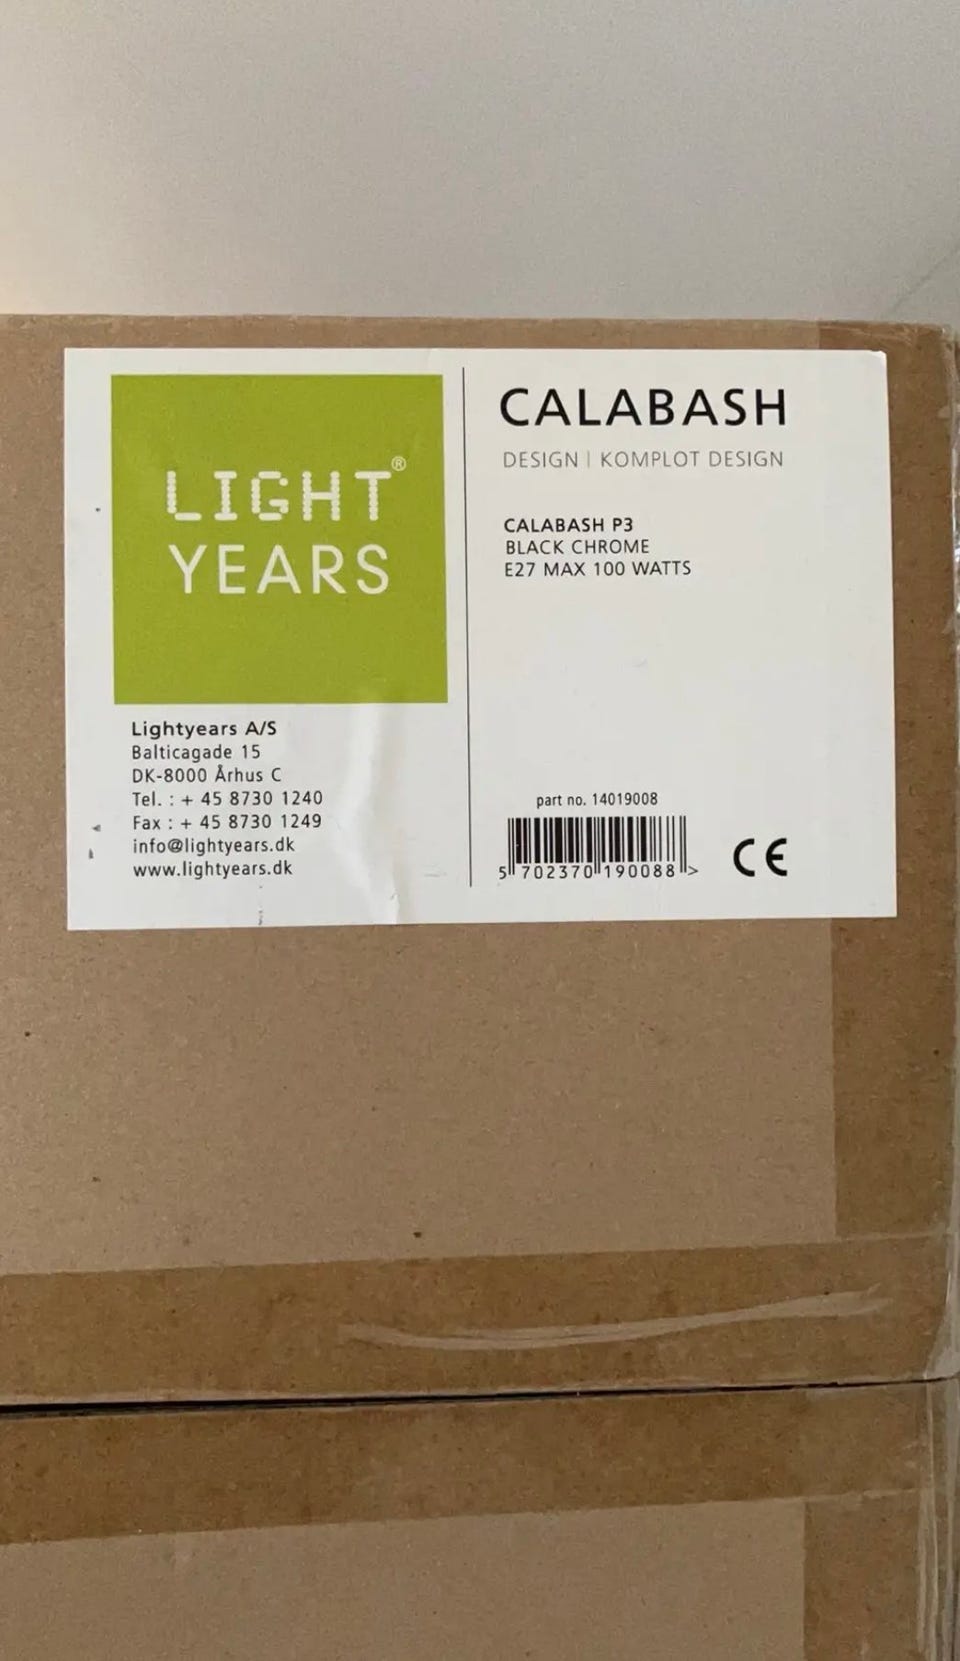 LIGHT®
YEARS
Lightyears A/S
Balticagade 15
DK-8000 Århus C
Tel. : + 45 8730 1240
Fax : + 45 8730 1249
info@lightyears.dk
www.lightyears.dk
CALABASH
DESIGN | KOMPLOT DESIGN
CALABASH P3
BLACK CHROME
E27 MAX 100 WATTS
part no. 14019008
5 702370 190088 >
CE